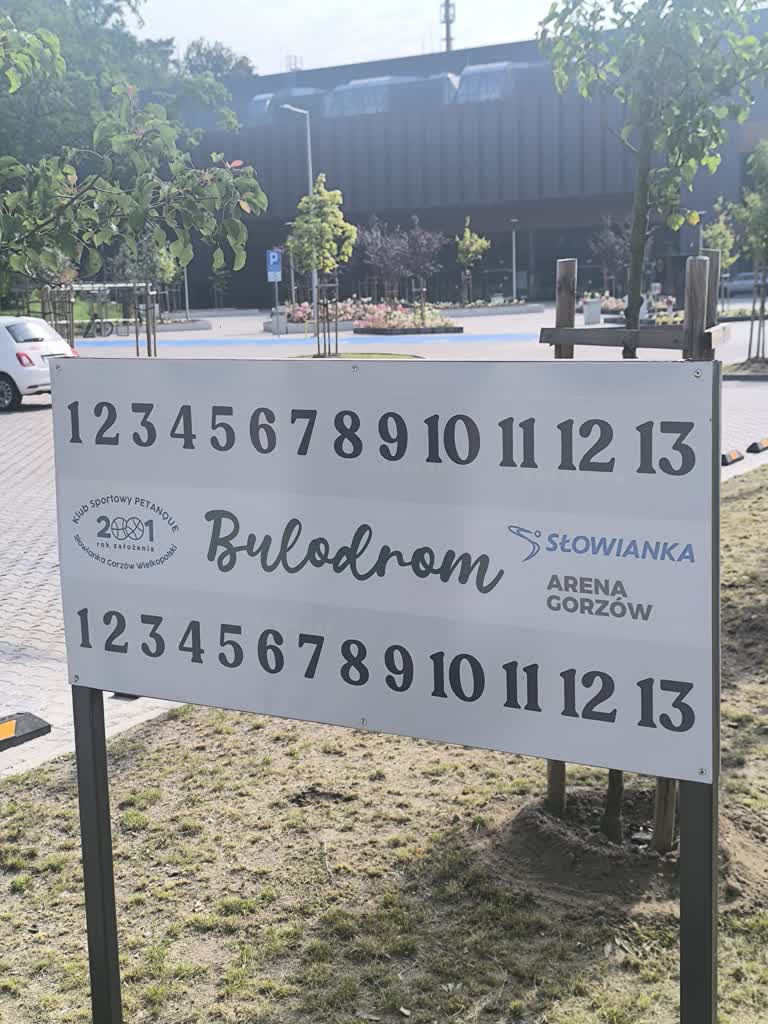 1 2 3 4 5 6 7 8 9 10 11 12 13
Klub Sportowy PETANQUE
2001
rok założenia
Słowianka Gorzów Wielkopolski
Bulodrom
SŁOWIANKA
ARENA
GORZÓW
1 2 3 4 5 6 7 8 9 10 11 12 13
P